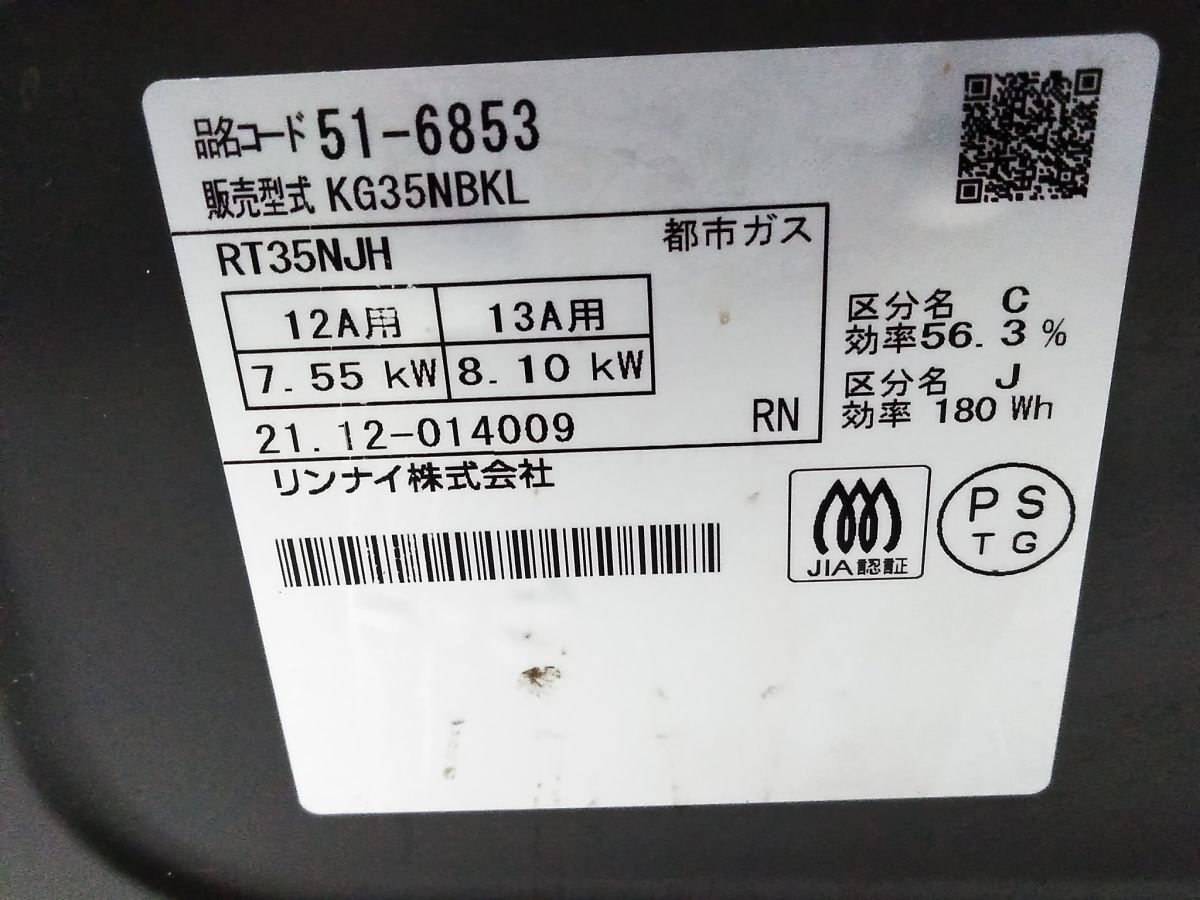 品名コード 51-6853
販売型式 KG35NBKL
RT35NJH
都市ガス
12A用 13A用
7.55 kW 8.10 kW
21.12-014009
RN
リンナイ株式会社
区分名 C
効率56.3%
区分名 J
効率 180 Wh
JIA認証
PS
TG